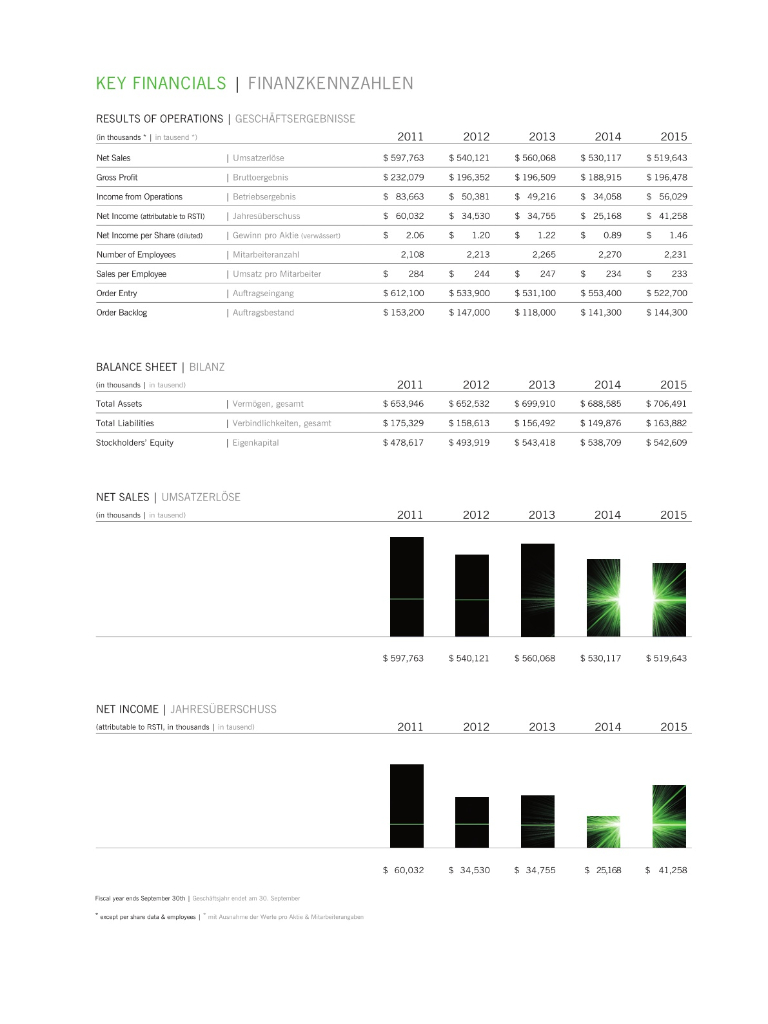 KEY FINANCIALS | FINANZKENNZAHLEN
RESULTS OF OPERATIONS | GESCHÄFTSERGEBNISSE
(in thousands * | in tausend *) 2011 2012 2013 2014 2015
Net Sales | Umsatzerlöse $ 597,763 $ 540,121 $ 560,068 $ 530,117 $ 519,643
Gross Profit | Bruttoergebnis $ 232,079 $ 196,352 $ 196,509 $ 188,915 $ 196,478
Income from Operations | Betriebsergebnis $ 83,663 $ 50,381 $ 49,216 $ 34,058 $ 56,029
Net Income (attributable to RSTI) | Jahresüberschuss $ 60,032 $ 34,530 $ 34,755 $ 25,168 $ 41,258
Net Income per Share (diluted) | Gewinn pro Aktie (verwässert) $ 2.06 $ 1.20 $ 1.22 $ 0.89 $ 1.46
Number of Employees | Mitarbeiteranzahl 2,108 2,213 2,265 2,270 2,231
Sales per Employee | Umsatz pro Mitarbeiter $ 284 $ 244 $ 247 $ 234 $ 233
Order Entry | Auftragseingang $ 612,100 $ 533,900 $ 531,100 $ 553,400 $ 522,700
Order Backlog | Auftragsbestand $ 153,200 $ 147,000 $ 118,000 $ 141,300 $ 144,300
BALANCE SHEET | BILANZ
(in thousands | in tausend) 2011 2012 2013 2014 2015
Total Assets | Vermögen, gesamt $ 653,946 $ 652,532 $ 699,910 $ 688,585 $ 706,491
Total Liabilities | Verbindlichkeiten, gesamt $ 175,329 $ 158,613 $ 156,492 $ 149,876 $ 163,882
Stockholders' Equity | Eigenkapital $ 478,617 $ 493,919 $ 543,418 $ 538,709 $ 542,609
NET SALES | UMSATZERLÖSE
(in thousands | in tausend) 2011 2012 2013 2014 2015
$ 597,763 $ 540,121 $ 560,068 $ 530,117 $ 519,643
NET INCOME | JAHRESÜBERSCHUSS
(attributable to RSTI, in thousands | in tausend) 2011 2012 2013 2014 2015
$ 60,032 $ 34,530 $ 34,755 $ 25,168 $ 41,258
Fiscal year ends September 30th | Geschäftsjahr endet am 30. September
* except per share data & employees | * mit Ausnahme der Werte pro Aktie & Mitarbeiterangaben